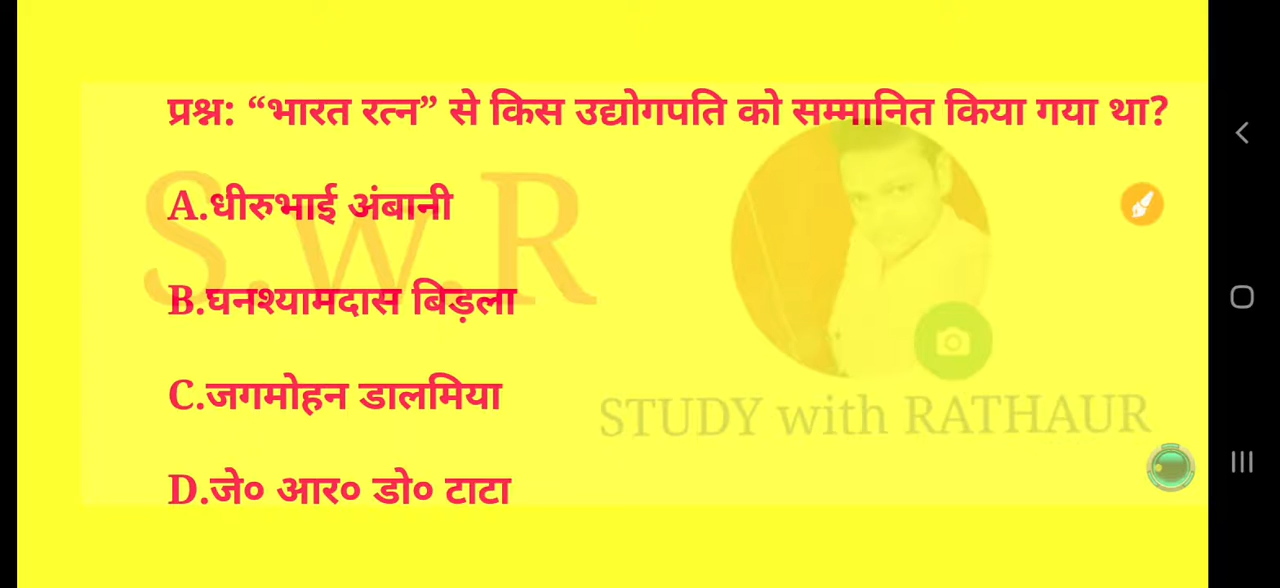 प्रश्न: “भारत रत्न” से किस उद्योगपति को सम्मानित किया गया था?
A.धीरुभाई अंबानी
S.w.R
B.घनश्यामदास बिड़ला
C.जगमोहन डालमिया
STUDY with RATHAUR
D.जे० आर० डो० टाटा